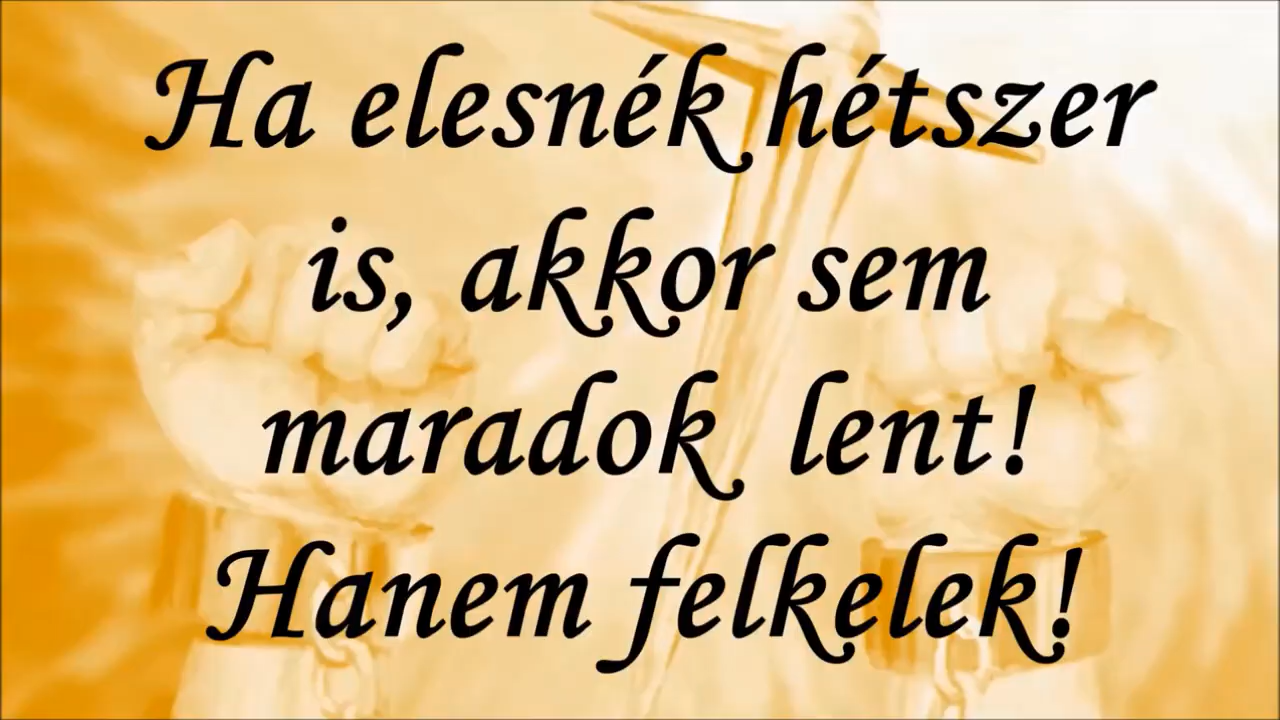 Ha elesnék hétszer
is, akkor sem
maradok lent!
Hanem felkelek!